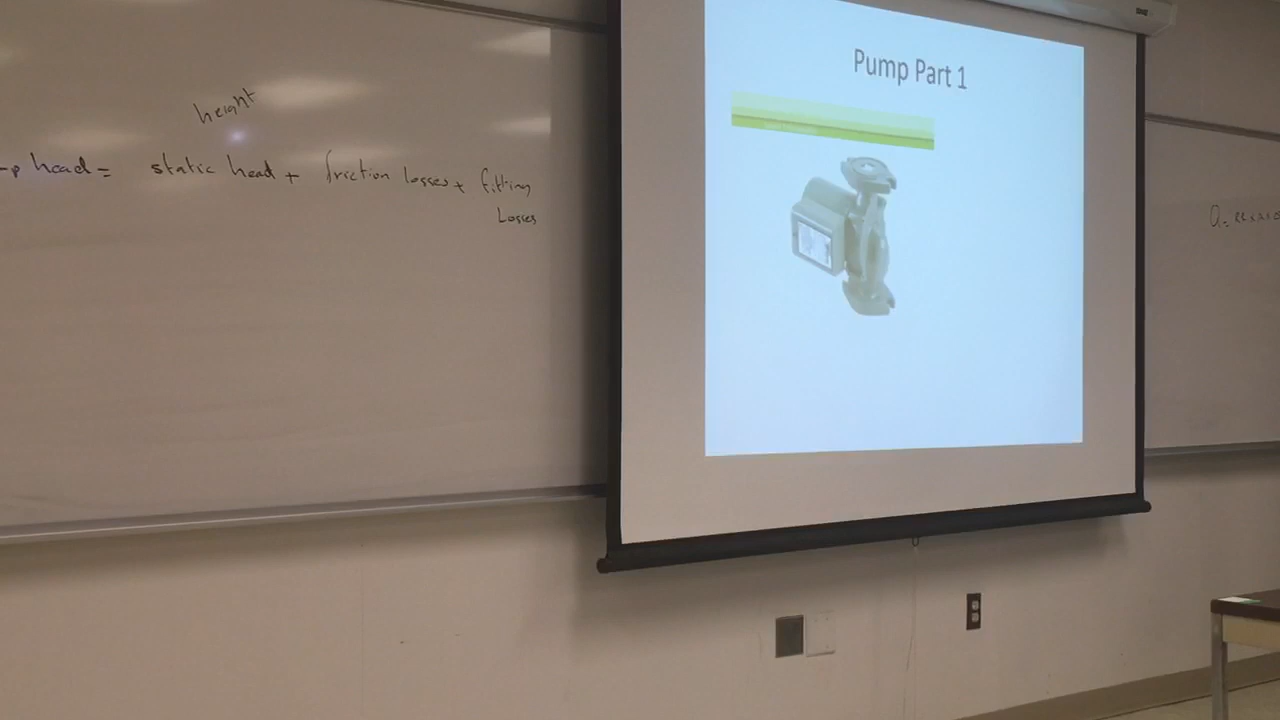 height
head = static head + friction losses + fitting
Losses
Pump Part 1